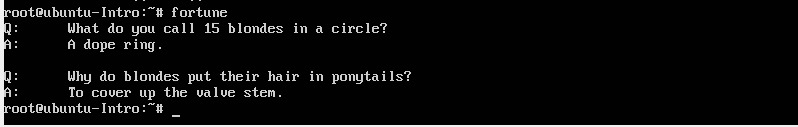 root@ubuntu-Intro:~# fortune
Q: What do you call 15 blondes in a circle?
A: A dope ring.
Q: Why do blondes put their hair in ponytails?
A: To cover up the valve stem.
root@ubuntu-Intro:~# _